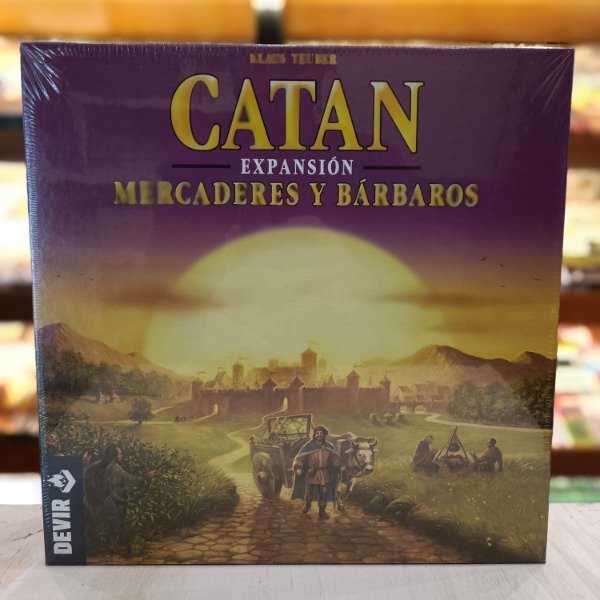 KLAUS TEUBER
CATAN
EXPANSIÓN
MERCADERES Y BÁRBAROS
DEVIR